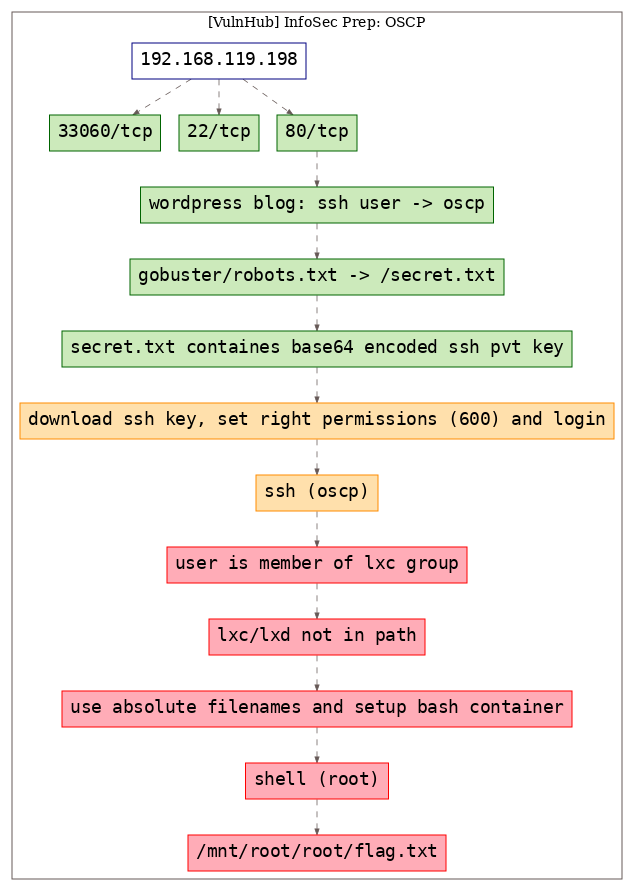 [VulnHub] InfoSec Prep: OSCP
192.168.119.198
33060/tcp
22/tcp
80/tcp
wordpress blog: ssh user -> oscp
gobuster/robots.txt -> /secret.txt
secret.txt containes base64 encoded ssh pvt key
download ssh key, set right permissions (600) and login
ssh (oscp)
user is member of lxc group
lxc/lxd not in path
use absolute filenames and setup bash container
shell (root)
/mnt/root/root/flag.txt